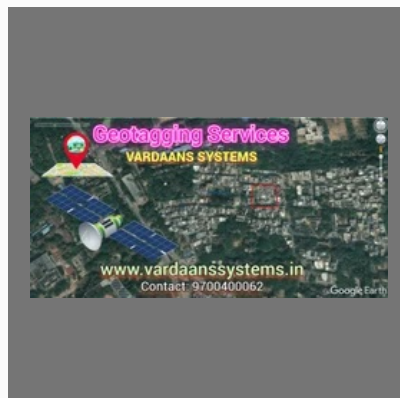 Geotagging Services
VARDAANS SYSTEMS
www.vardaanssystems.in
Contact: 9700400062
Google Earth